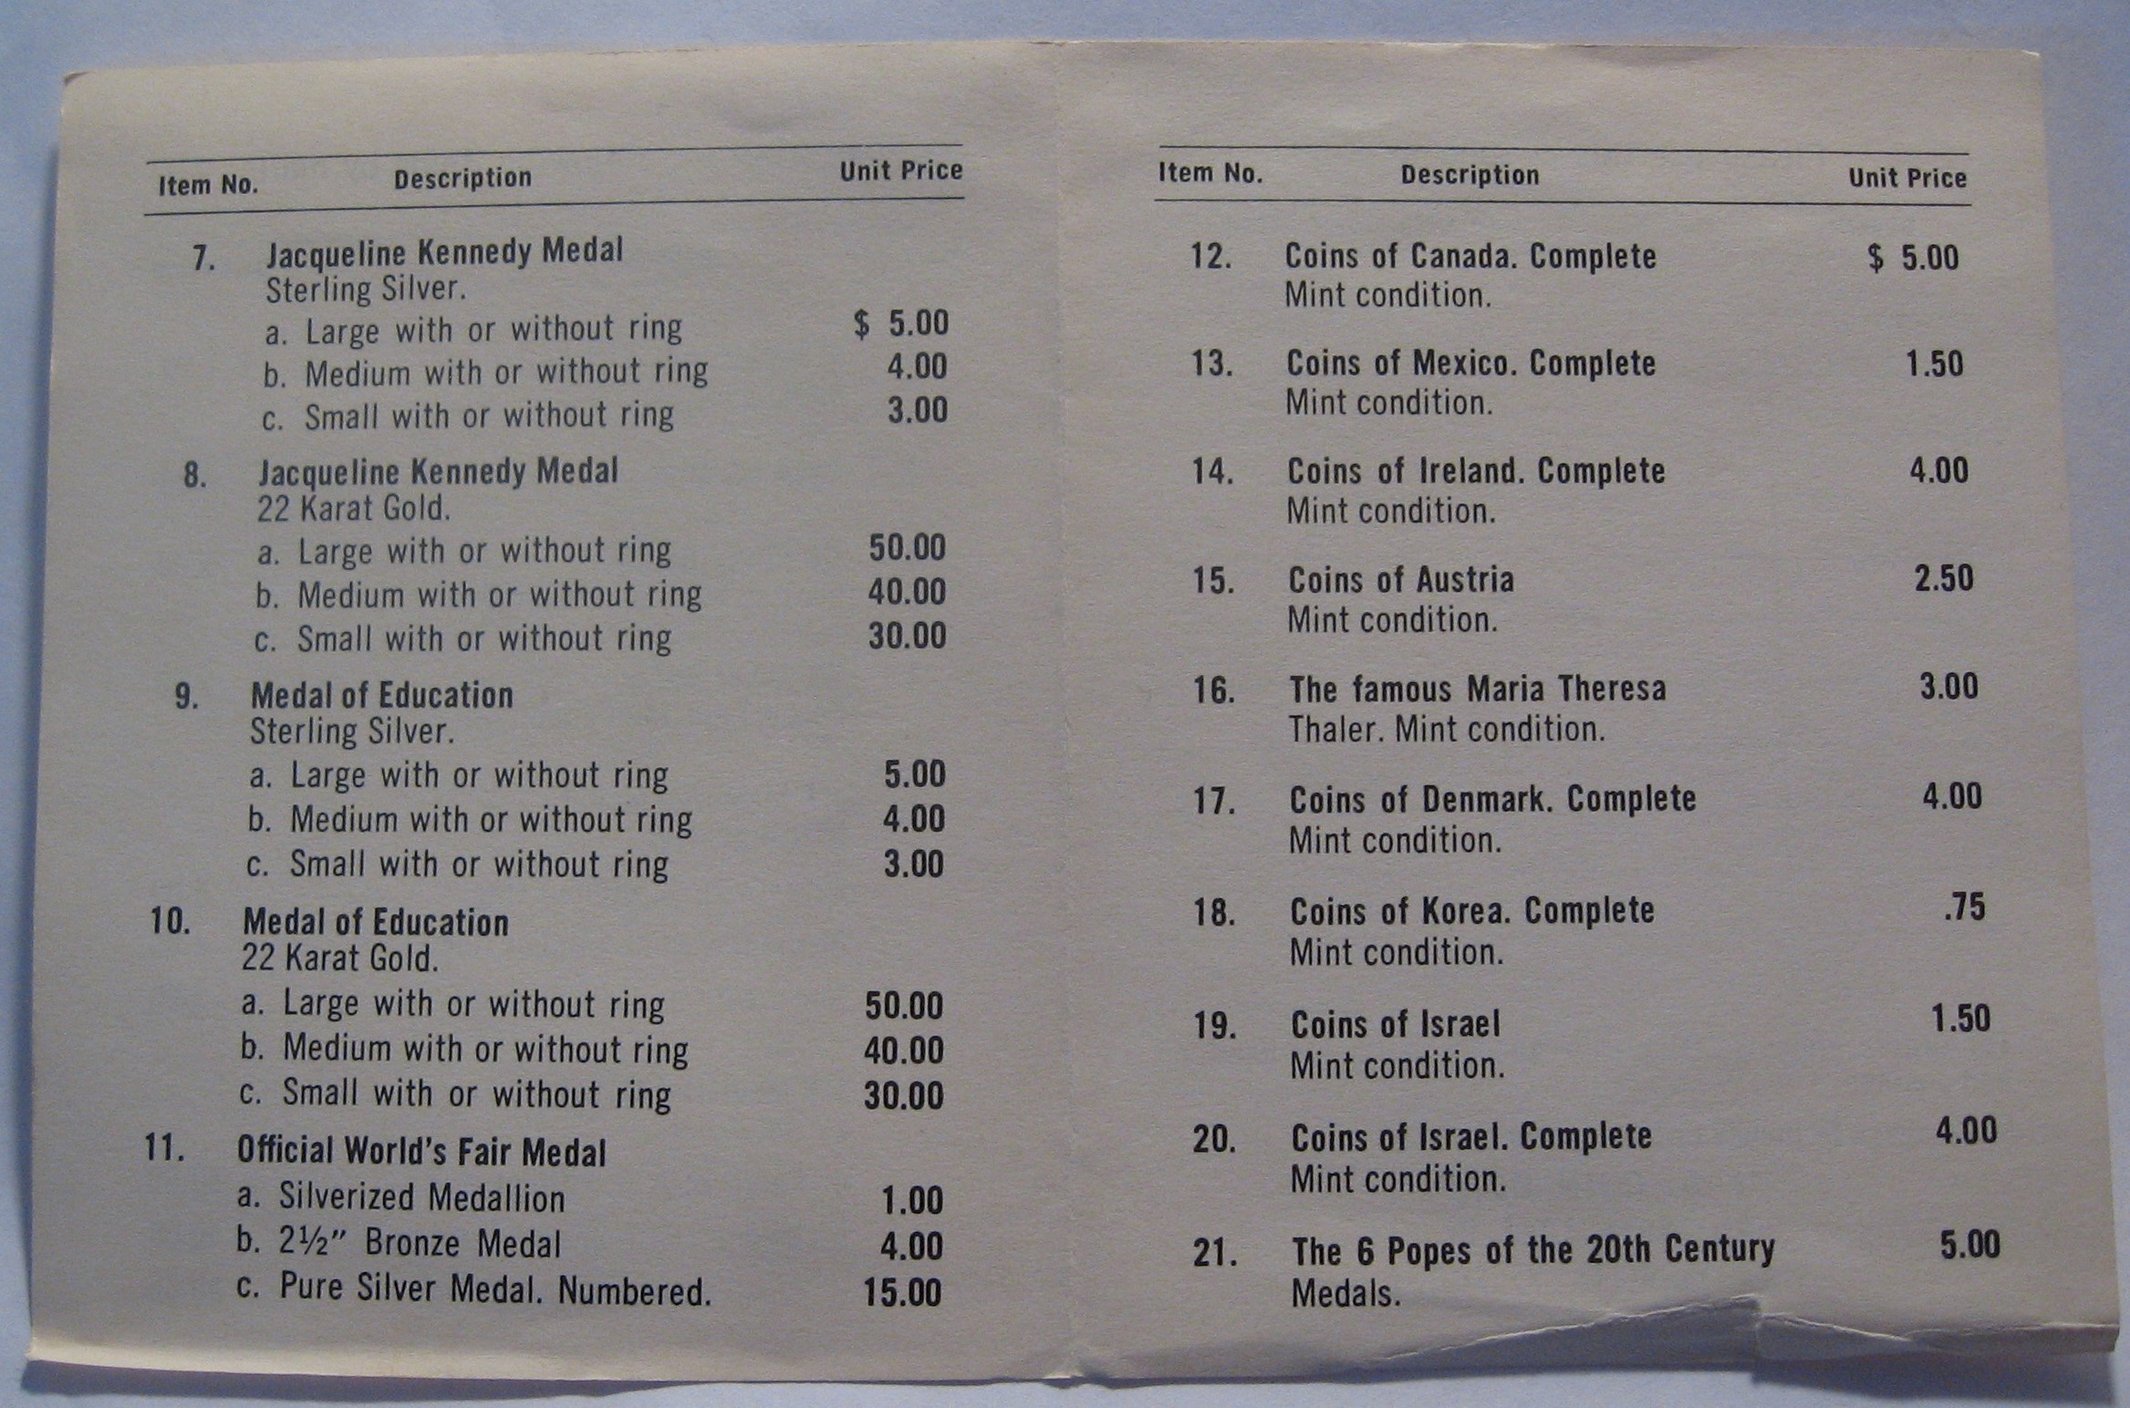 Item No. Description Unit Price
7. Jacqueline Kennedy Medal
Sterling Silver.
a. Large with or without ring $ 5.00
b. Medium with or without ring 4.00
c. Small with or without ring 3.00
8. Jacqueline Kennedy Medal
22 Karat Gold.
a. Large with or without ring 50.00
b. Medium with or without ring 40.00
c. Small with or without ring 30.00
9. Medal of Education
Sterling Silver.
a. Large with or without ring 5.00
b. Medium with or without ring 4.00
c. Small with or without ring 3.00
10. Medal of Education
22 Karat Gold.
a. Large with or without ring 50.00
b. Medium with or without ring 40.00
c. Small with or without ring 30.00
11. Official World's Fair Medal
a. Silverized Medallion 1.00
b. 2½" Bronze Medal 4.00
c. Pure Silver Medal. Numbered. 15.00
Item No. Description Unit Price
12. Coins of Canada. Complete $ 5.00
Mint condition.
13. Coins of Mexico. Complete 1.50
Mint condition.
14. Coins of Ireland. Complete 4.00
Mint condition.
15. Coins of Austria 2.50
Mint condition.
16. The famous Maria Theresa 3.00
Thaler. Mint condition.
17. Coins of Denmark. Complete 4.00
Mint condition.
18. Coins of Korea. Complete .75
Mint condition.
19. Coins of Israel 1.50
Mint condition.
20. Coins of Israel. Complete 4.00
Mint condition.
21. The 6 Popes of the 20th Century 5.00
Medals.